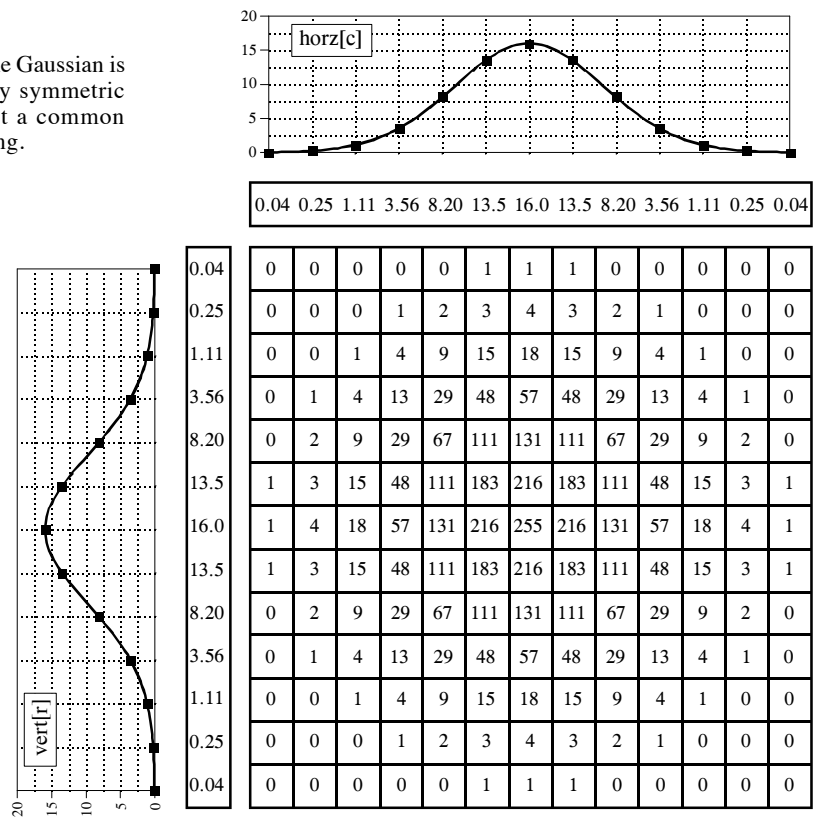 e Gaussian is
y symmetric
t a common
ng.
20
15
10
5
0
horz[c]
0.04 0.25 1.11 3.56 8.20 13.5 16.0 13.5 8.20 3.56 1.11 0.25 0.04
0.04 0 0 0 0 0 1 1 1 0 0 0 0 0
0.25 0 0 0 1 2 3 4 3 2 1 0 0 0
1.11 0 0 1 4 9 15 18 15 9 4 1 0 0
3.56 0 1 4 13 29 48 57 48 29 13 4 1 0
8.20 0 2 9 29 67 111 131 111 67 29 9 2 0
13.5 1 3 15 48 111 183 216 183 111 48 15 3 1
16.0 1 4 18 57 131 216 255 216 131 57 18 4 1
13.5 1 3 15 48 111 183 216 183 111 48 15 3 1
8.20 0 2 9 29 67 111 131 111 67 29 9 2 0
3.56 0 1 4 13 29 48 57 48 29 13 4 1 0
1.11 0 0 1 4 9 15 18 15 9 4 1 0 0
0.25 0 0 0 1 2 3 4 3 2 1 0 0 0
0.04 0 0 0 0 0 1 1 1 0 0 0 0 0
vert[r]
20 15 10 5 0